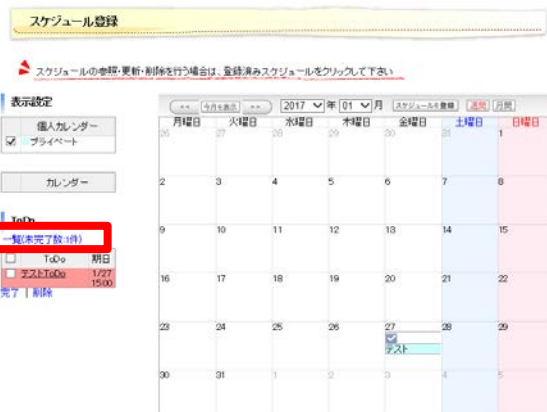 スケジュール登録
スケジュールの参照・更新・削除を行う場合は、登録済みスケジュールをクリックして下さい
表示設定
個人カレンダー
プライベート
カレンダー
ToDo
一覧(未完了数:1件)
ToDo 期日
テストToDo 1/27
15:00
完了 | 削除
<< 今月を表示 >> 2017 年 01 月 スケジュールを登録 週間 月間
月曜日 火曜日 水曜日 木曜日 金曜日 土曜日 日曜日
26 27 28 29 30 31 1
2 3 4 5 6 7 8
9 10 11 12 13 14 15
16 17 18 19 20 21 22
23 24 25 26 27 28 29
テスト
30 31 1 2 3 4 5